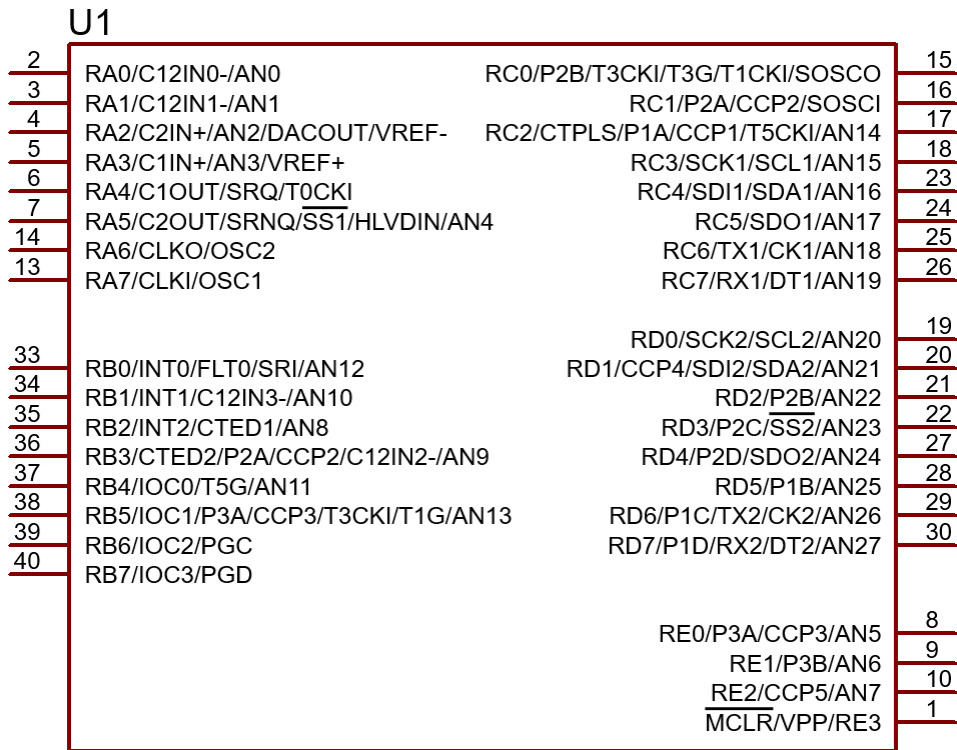 U1
2 RA0/C12IN0-/AN0
3 RA1/C12IN1-/AN1
4 RA2/C2IN+/AN2/DACOUT/VREF-
5 RA3/C1IN+/AN3/VREF+
6 RA4/C1OUT/SRQ/T0CKI
7 RA5/C2OUT/SRNQ/SS1/HLVDIN/AN4
14 RA6/CLKO/OSC2
13 RA7/CLKI/OSC1
33 RB0/INT0/FLT0/SRI/AN12
34 RB1/INT1/C12IN3-/AN10
35 RB2/INT2/CTED1/AN8
36 RB3/CTED2/P2A/CCP2/C12IN2-/AN9
37 RB4/IOC0/T5G/AN11
38 RB5/IOC1/P3A/CCP3/T3CKI/T1G/AN13
39 RB6/IOC2/PGC
40 RB7/IOC3/PGD
RC0/P2B/T3CKI/T3G/T1CKI/SOSCO 15
RC1/P2A/CCP2/SOSCI 16
RC2/CTPLS/P1A/CCP1/T5CKI/AN14 17
RC3/SCK1/SCL1/AN15 18
RC4/SDI1/SDA1/AN16 23
RC5/SDO1/AN17 24
RC6/TX1/CK1/AN18 25
RC7/RX1/DT1/AN19 26
RD0/SCK2/SCL2/AN20 19
RD1/CCP4/SDI2/SDA2/AN21 20
RD2/P2B/AN22 21
RD3/P2C/SS2/AN23 22
RD4/P2D/SDO2/AN24 27
RD5/P1B/AN25 28
RD6/P1C/TX2/CK2/AN26 29
RD7/P1D/RX2/DT2/AN27 30
RE0/P3A/CCP3/AN5 8
RE1/P3B/AN6 9
RE2/CCP5/AN7 10
MCLR/VPP/RE3 1